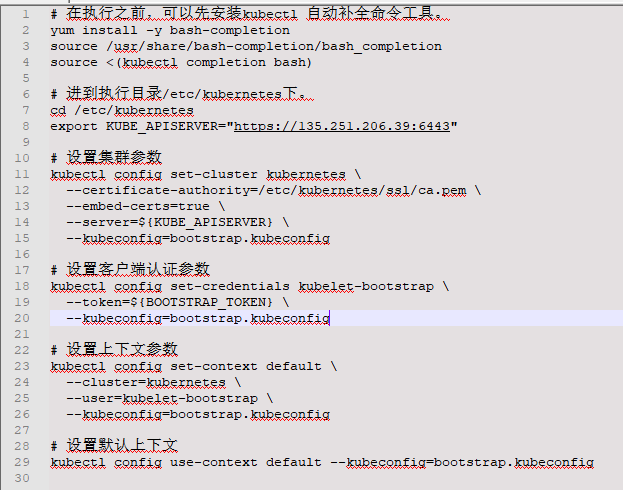 1 # 在执行之前，可以先安装kubectl 自动补全命令工具。
2 yum install -y bash-completion
3 source /usr/share/bash-completion/bash_completion
4 source <(kubectl completion bash)
5
6 # 进到执行目录/etc/kubernetes下。
7 cd /etc/kubernetes
8 export KUBE_APISERVER="https://135.251.206.39:6443"
9
10 # 设置集群参数
11 kubectl config set-cluster kubernetes \
12   --certificate-authority=/etc/kubernetes/ssl/ca.pem \
13   --embed-certs=true \
14   --server=${KUBE_APISERVER} \
15   --kubeconfig=bootstrap.kubeconfig
16
17 # 设置客户端认证参数
18 kubectl config set-credentials kubelet-bootstrap \
19   --token=${BOOTSTRAP_TOKEN} \
20   --kubeconfig=bootstrap.kubeconfig
21
22 # 设置上下文参数
23 kubectl config set-context default \
24   --cluster=kubernetes \
25   --user=kubelet-bootstrap \
26   --kubeconfig=bootstrap.kubeconfig
27
28 # 设置默认上下文
29 kubectl config use-context default --kubeconfig=bootstrap.kubeconfig
30